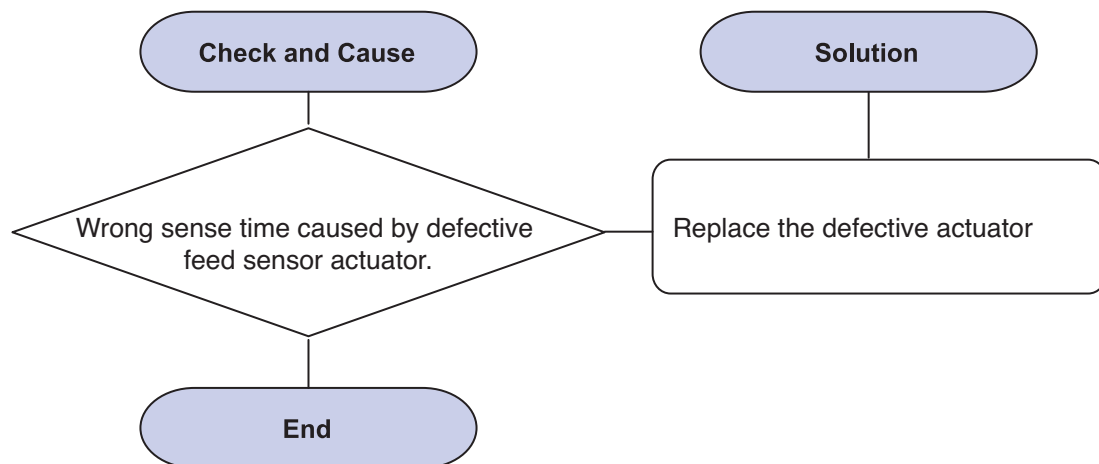 Check and Cause
Solution
Wrong sense time caused by defective
feed sensor actuator.
Replace the defective actuator
End